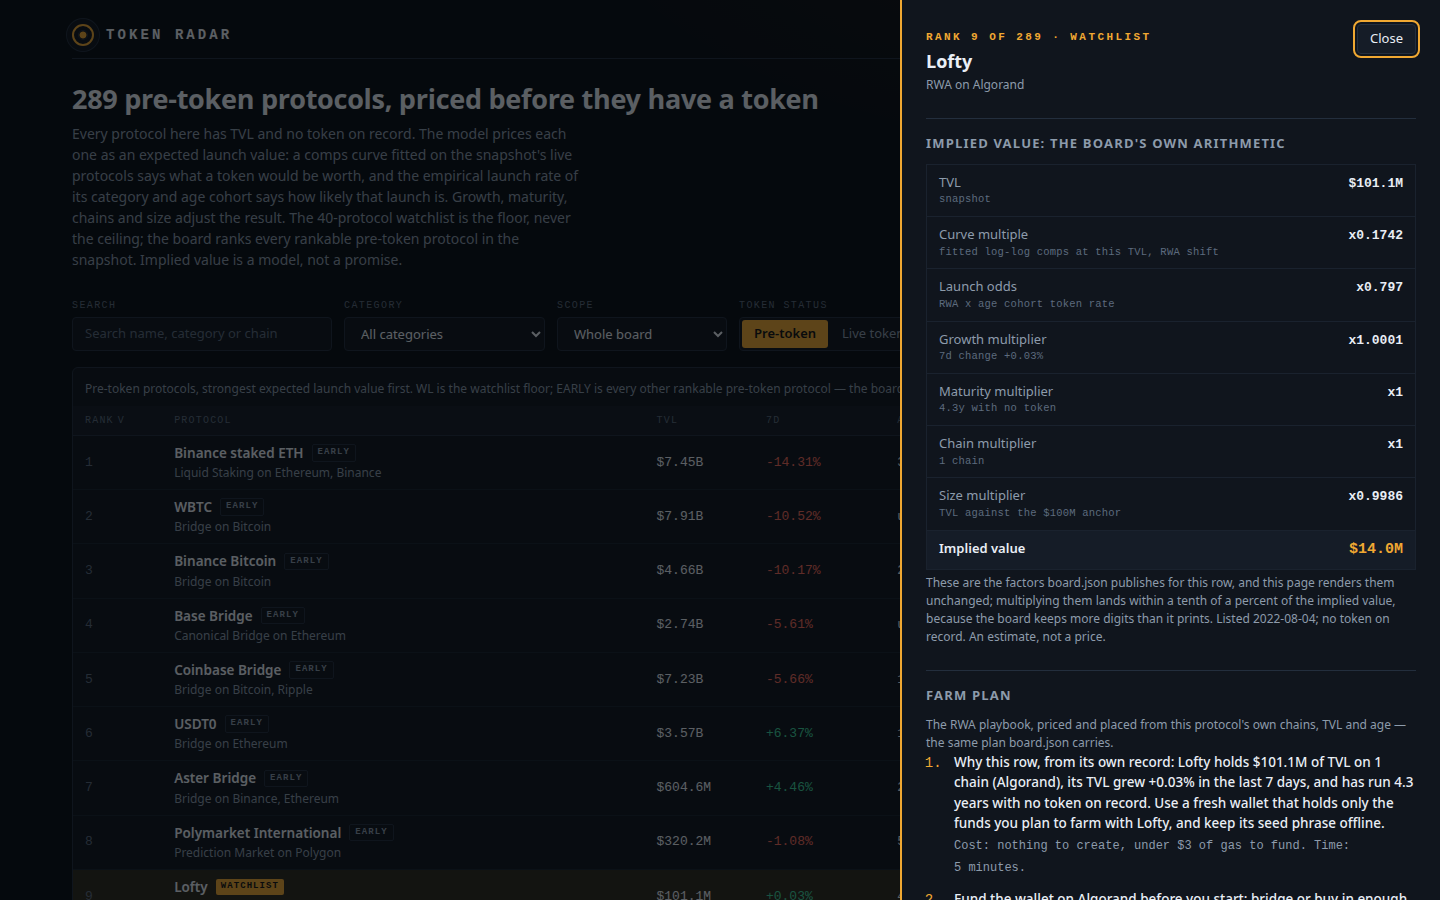 TOKEN RADAR
289 pre-token protocols, priced before they have a token
Every protocol here has TVL and no token on record. The model prices each
one as an expected launch value: a comps curve fitted on the snapshot's live
protocols says what a token would be worth, and the empirical launch rate of
its category and age cohort says how likely that launch is. Growth, maturity,
chains and size adjust the result. The 40-protocol watchlist is the floor, never
the ceiling; the board ranks every rankable pre-token protocol in the
snapshot. Implied value is a model, not a promise.
SEARCH CATEGORY SCOPE TOKEN STATUS
Search name, category or chain All categories Whole board Pre-token Live token
Pre-token protocols, strongest expected launch value first. WL is the watchlist floor; EARLY is every other rankable pre-token protocol — the board
RANK V PROTOCOL TVL 7D
1 Binance staked ETH EARLY $7.45B -14.31%
Liquid Staking on Ethereum, Binance
2 WBTC EARLY $7.91B -10.52%
Bridge on Bitcoin
3 Binance Bitcoin EARLY $4.66B -10.17%
Bridge on Bitcoin
4 Base Bridge EARLY $2.74B -5.61%
Canonical Bridge on Ethereum
5 Coinbase Bridge EARLY $7.23B -5.66%
Bridge on Bitcoin, Ripple
6 USDT0 EARLY $3.57B +6.37%
Bridge on Ethereum
7 Aster Bridge EARLY $604.6M +4.46%
Bridge on Binance, Ethereum
8 Polymarket International EARLY $320.2M -1.08%
Prediction Market on Polygon
9 Lofty WATCHLIST $101.1M +0.03%
RANK 9 OF 289 · WATCHLIST
Close
Lofty
RWA on Algorand
IMPLIED VALUE: THE BOARD'S OWN ARITHMETIC
TVL $101.1M
snapshot
Curve multiple x0.1742
fitted log-log comps at this TVL, RWA shift
Launch odds x0.797
RWA x age cohort token rate
Growth multiplier x1.0001
7d change +0.03%
Maturity multiplier x1
4.3y with no token
Chain multiplier x1
1 chain
Size multiplier x0.9986
TVL against the $100M anchor
Implied value $14.0M
These are the factors board.json publishes for this row, and this page renders them
unchanged; multiplying them lands within a tenth of a percent of the implied value,
because the board keeps more digits than it prints. Listed 2022-08-04; no token on
record. An estimate, not a price.
FARM PLAN
The RWA playbook, priced and placed from this protocol's own chains, TVL and age —
the same plan board.json carries.
1. Why this row, from its own record: Lofty holds $101.1M of TVL on 1
chain (Algorand), its TVL grew +0.03% in the last 7 days, and has run 4.3
years with no token on record. Use a fresh wallet that holds only the
funds you plan to farm with Lofty, and keep its seed phrase offline.
Cost: nothing to create, under $3 of gas to fund. Time:
5 minutes.
2. Fund the wallet on Algorand before you start: bridge or buy in enough